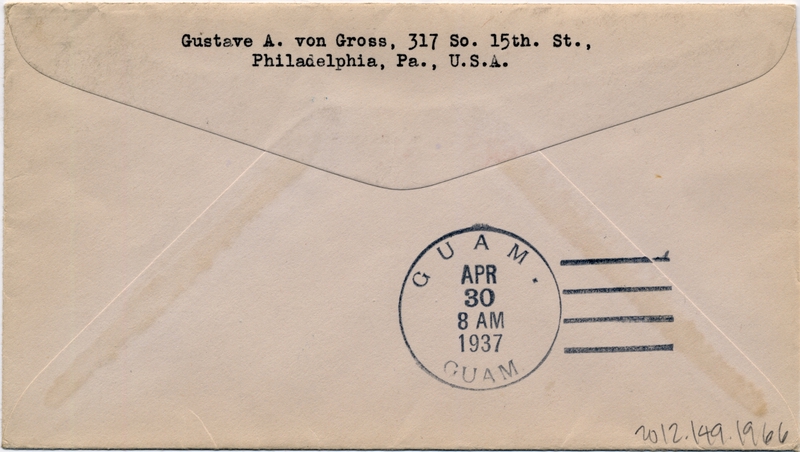 Gustave A. von Gross, 317 So. 15th. St.,
Philadelphia, Pa., U.S.A.
GUAM.
APR
30
8 AM
1937
GUAM
2012.149.1966